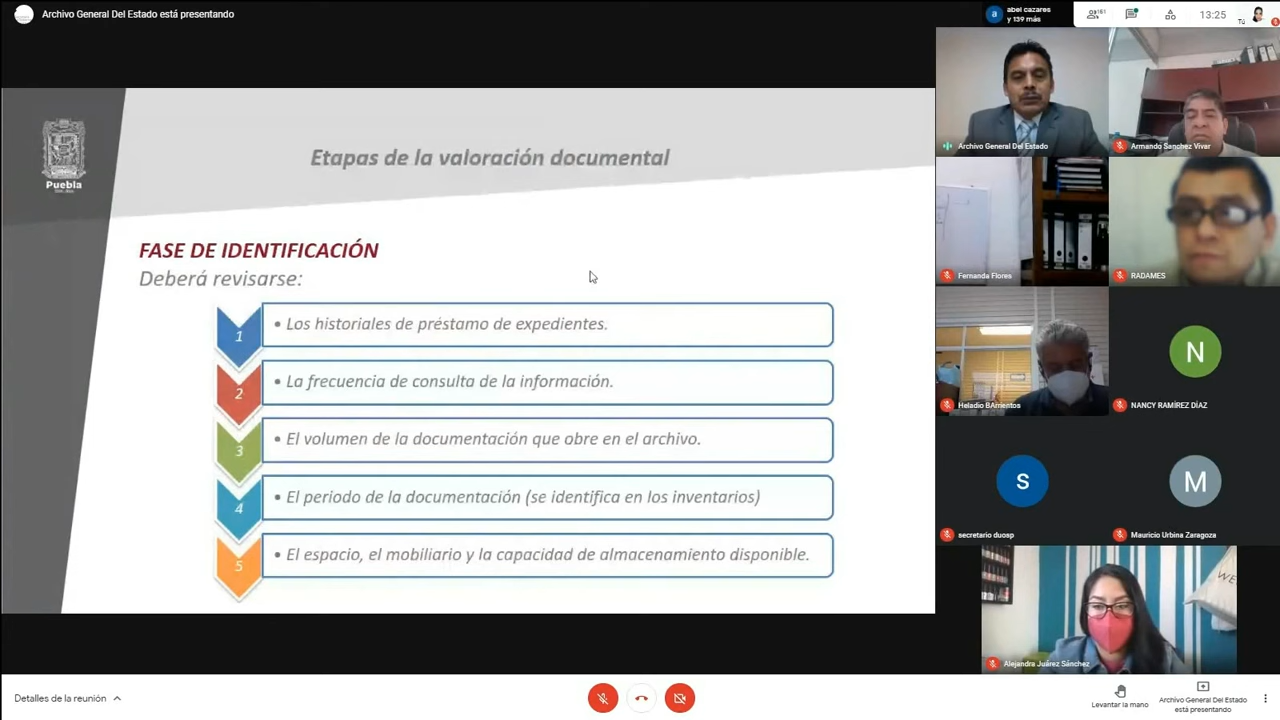 Archivo General Del Estado está presentando
a
abel cazares
y 139 más
161
13:25
Tú
Puebla
Etapas de la valoración documental
FASE DE IDENTIFICACIÓN
Deberá revisarse:
1
• Los historiales de préstamo de expedientes.
2
• La frecuencia de consulta de la información.
3
• El volumen de la documentación que obre en el archivo.
4
• El periodo de la documentación (se identifica en los inventarios)
5
• El espacio, el mobiliario y la capacidad de almacenamiento disponible.
Archivo General Del Estado
Armando Sanchez Vivar
Fernanda Flores
RADAMES
Heladio BArrientos
N
NANCY RAMÍREZ DÍAZ
s
secretario duosp
M
Mauricio Urbina Zaragoza
WE
Alejandra Juárez Sánchez
Detalles de la reunión
Levantar la mano
Archivo General Del Estado
está presentando